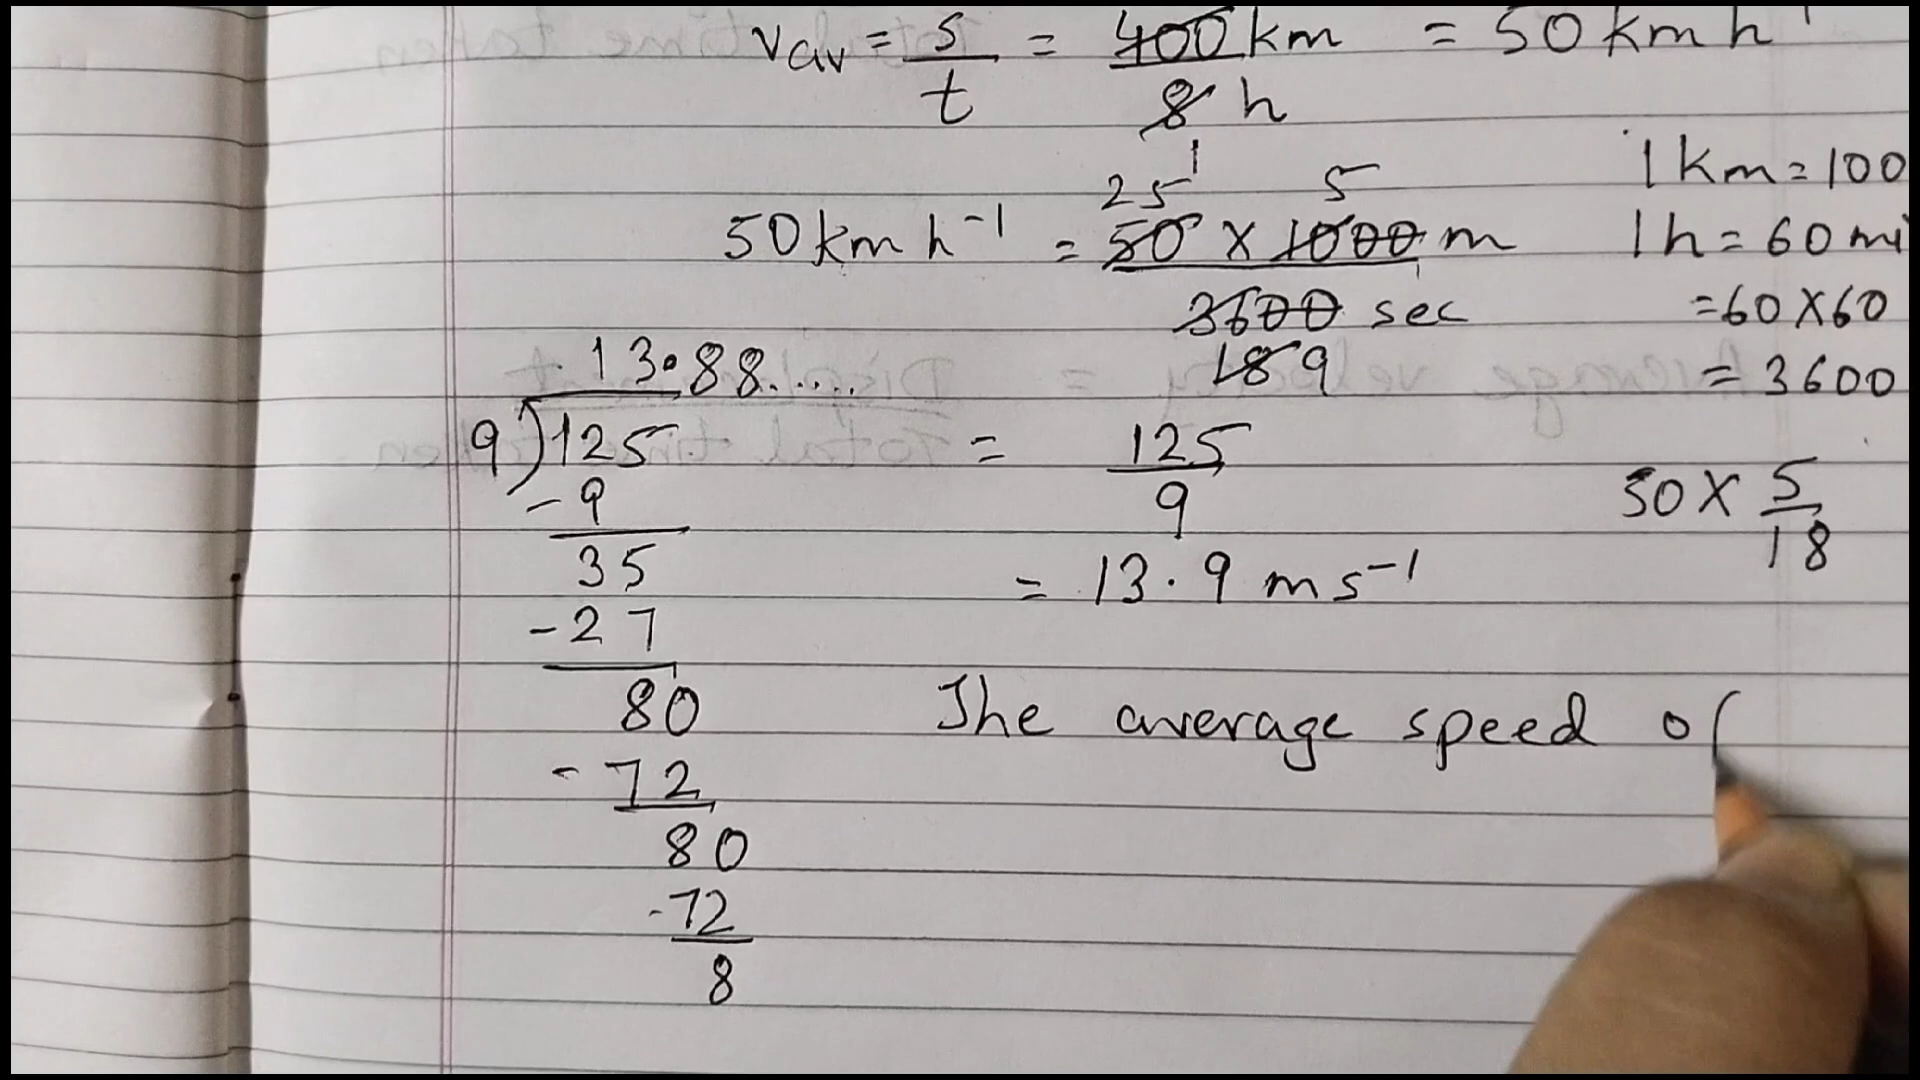 vav = s/t = 400 km / 8 h = 50 km h⁻¹
1
25 5
1 km = 100
50 km h⁻¹ = 50 × 1000 m / 3600 sec
1h = 60 mi
= 60 × 60
18 9
= 3600
13.88.....
9)125
= 125/9
50 × 5/18
- 9
35
= 13.9 m s⁻¹
- 27
80
The average speed of
- 72
80
- 72
8